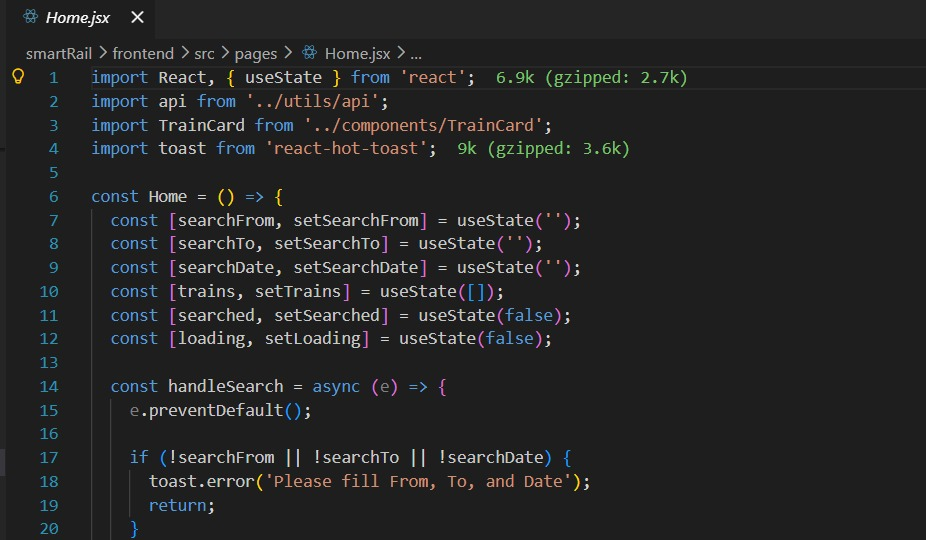 Home.jsx
smartRail > frontend > src > pages > Home.jsx > ...
1 import React, { useState } from 'react'; 6.9k (gzipped: 2.7k)
2 import api from '../utils/api';
3 import TrainCard from '../components/TrainCard';
4 import toast from 'react-hot-toast'; 9k (gzipped: 3.6k)
5
6 const Home = () => {
7   const [searchFrom, setSearchFrom] = useState('');
8   const [searchTo, setSearchTo] = useState('');
9   const [searchDate, setSearchDate] = useState('');
10   const [trains, setTrains] = useState([]);
11   const [searched, setSearched] = useState(false);
12   const [loading, setLoading] = useState(false);
13
14   const handleSearch = async (e) => {
15     e.preventDefault();
16
17     if (!searchFrom || !searchTo || !searchDate) {
18       toast.error('Please fill From, To, and Date');
19       return;
20     }